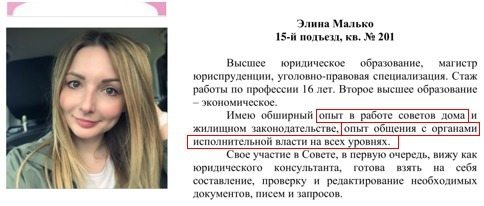 Элина Малько
15-й подъезд, кв. № 201
Высшее юридическое образование, магистр
юриспруденции, уголовно-правовая специализация. Стаж
работы по профессии 16 лет. Второе высшее образование
– экономическое.
Имею обширный опыт в работе советов дома и
жилищном законодательстве, опыт общения с органами
исполнительной власти на всех уровнях.
Свое участие в Совете, в первую очередь, вижу как
юридического консультанта, готова взять на себя
составление, проверку и редактирование необходимых
документов, писем и запросов.